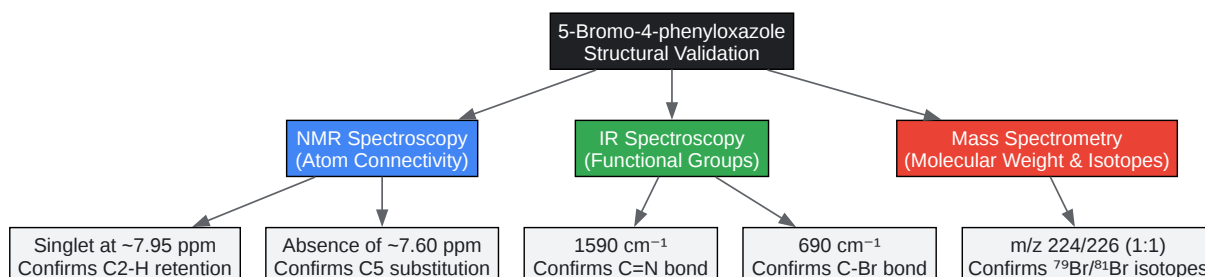 5-Bromo-4-phenyloxazole
Structural Validation
NMR Spectroscopy
(Atom Connectivity)
IR Spectroscopy
(Functional Groups)
Mass Spectrometry
(Molecular Weight & Isotopes)
Singlet at ~7.95 ppm
Confirms C2-H retention
Absence of ~7.60 ppm
Confirms C5 substitution
1590 cm⁻¹
Confirms C=N bond
690 cm⁻¹
Confirms C-Br bond
m/z 224/226 (1:1)
Confirms ⁷⁹Br/⁸¹Br isotopes